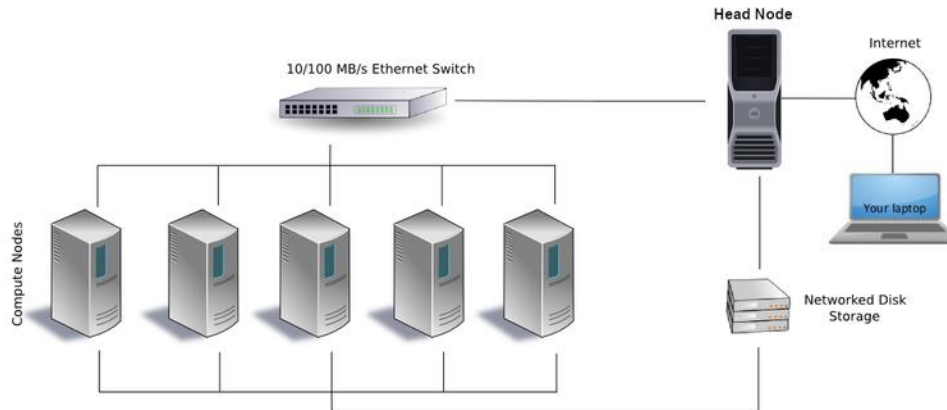 Head Node
Internet
10/100 MB/s Ethernet Switch
Your laptop
Compute Nodes
Networked Disk
Storage